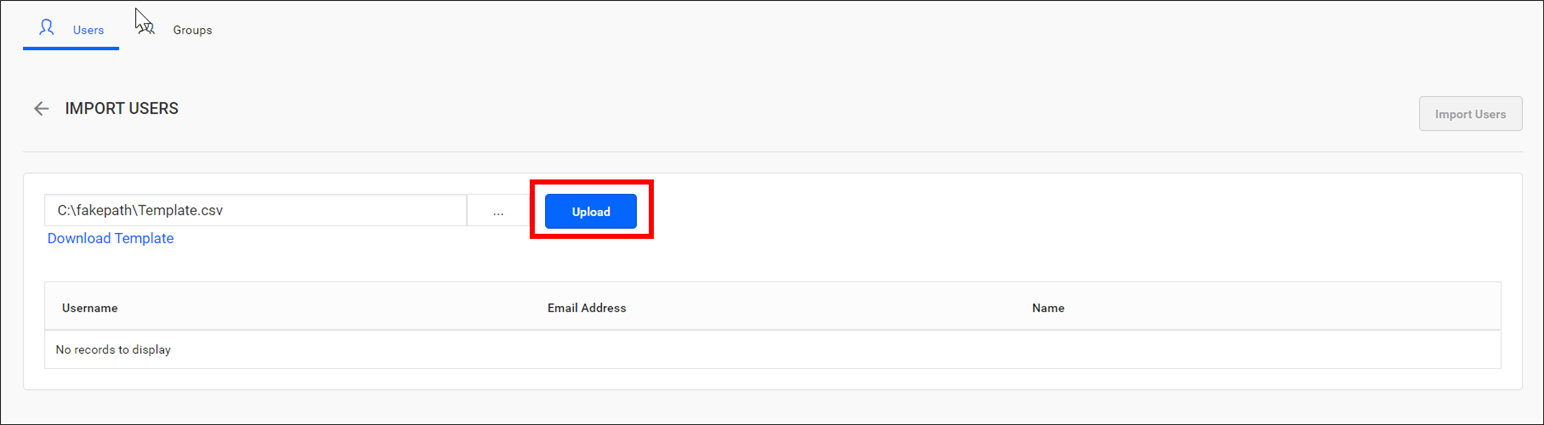 Users Groups
IMPORT USERS Import Users
C:\fakepath\Template.csv ... Upload
Download Template
Username Email Address Name
No records to display